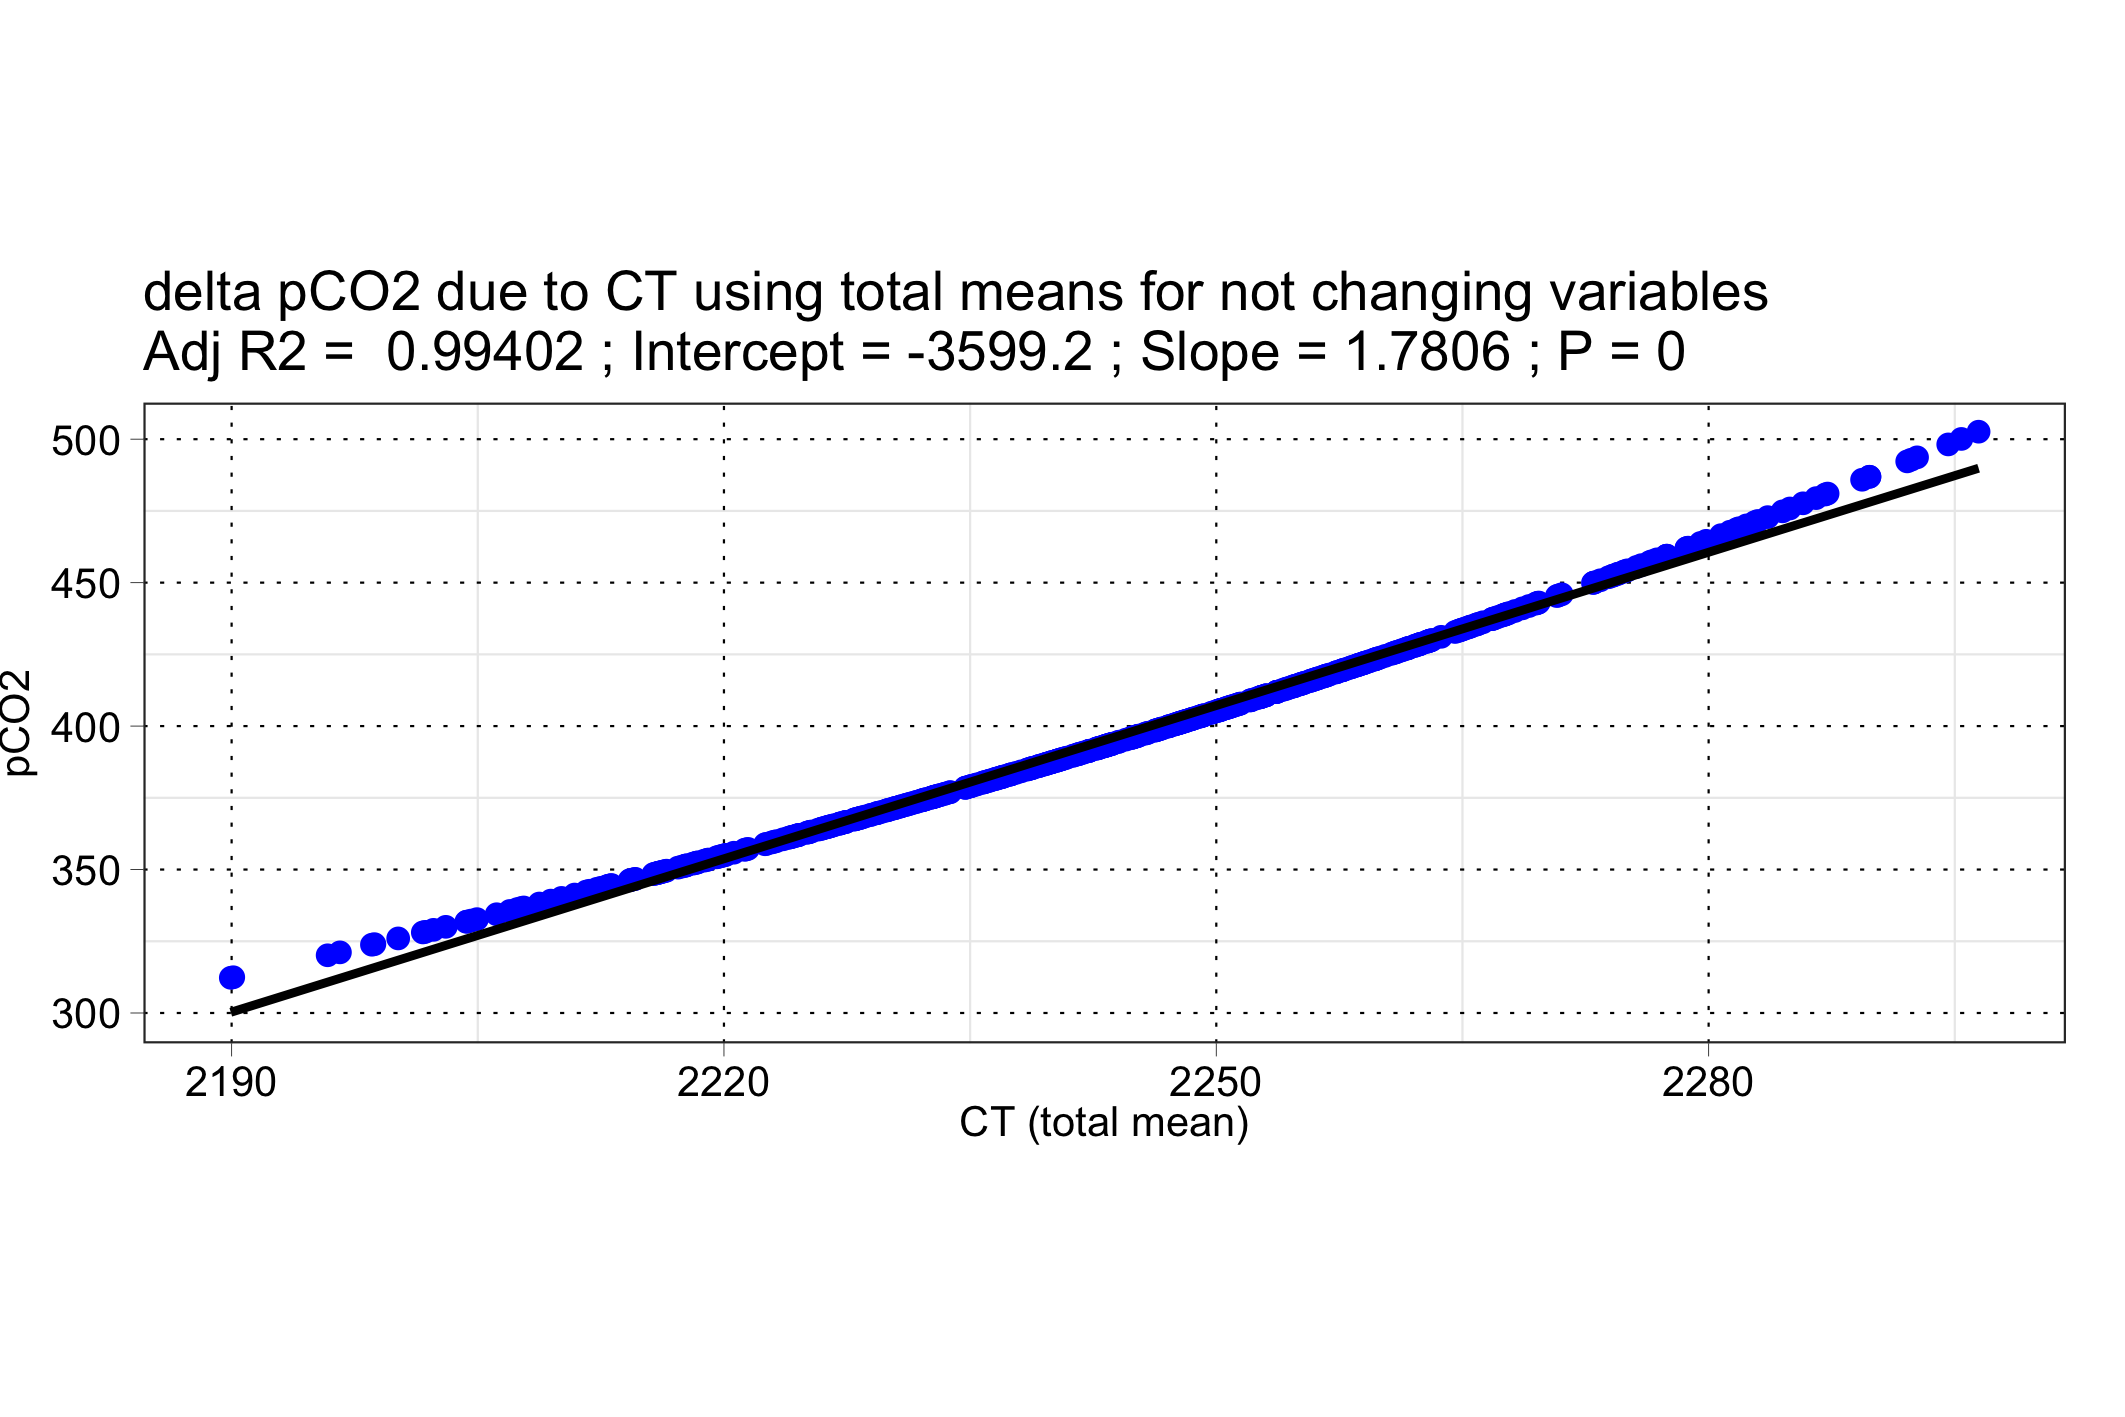 delta pCO2 due to CT using total means for not changing variables
Adj R2 =  0.99402 ; Intercept = -3599.2 ; Slope = 1.7806 ; P = 0
500
450
400
350
300
pCO2
2190 2220 2250 2280
CT (total mean)